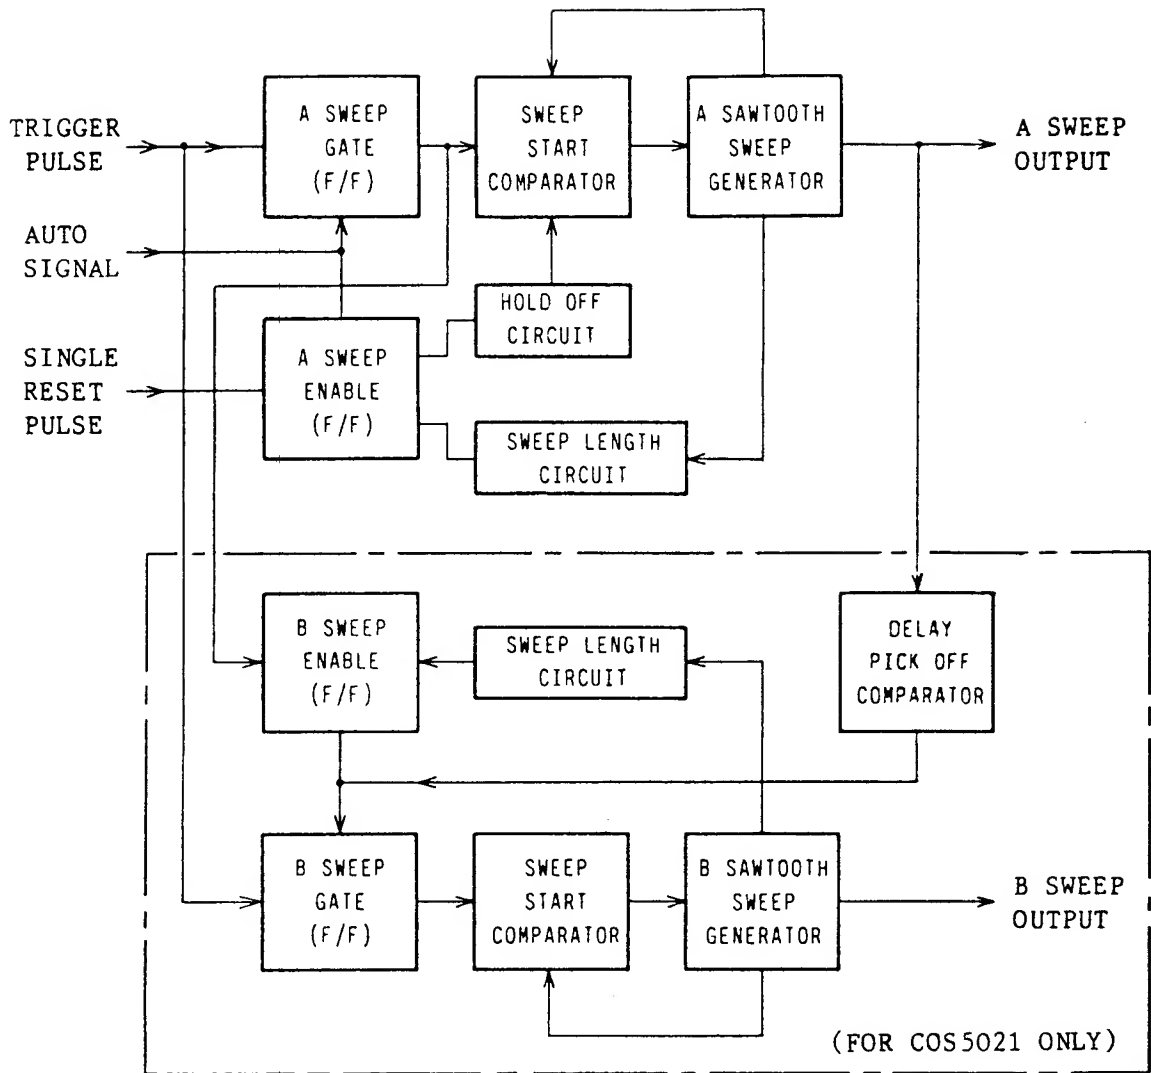 TRIGGER
PULSE
A SWEEP
GATE
(F/F)
SWEEP
START
COMPARATOR
A SAWTOOTH
SWEEP
GENERATOR
A SWEEP
OUTPUT
AUTO
SIGNAL
HOLD OFF
CIRCUIT
SINGLE
RESET
PULSE
A SWEEP
ENABLE
(F/F)
SWEEP LENGTH
CIRCUIT
B SWEEP
ENABLE
(F/F)
SWEEP LENGTH
CIRCUIT
DELAY
PICK OFF
COMPARATOR
B SWEEP
GATE
(F/F)
SWEEP
START
COMPARATOR
B SAWTOOTH
SWEEP
GENERATOR
B SWEEP
OUTPUT
(FOR COS5021 ONLY)